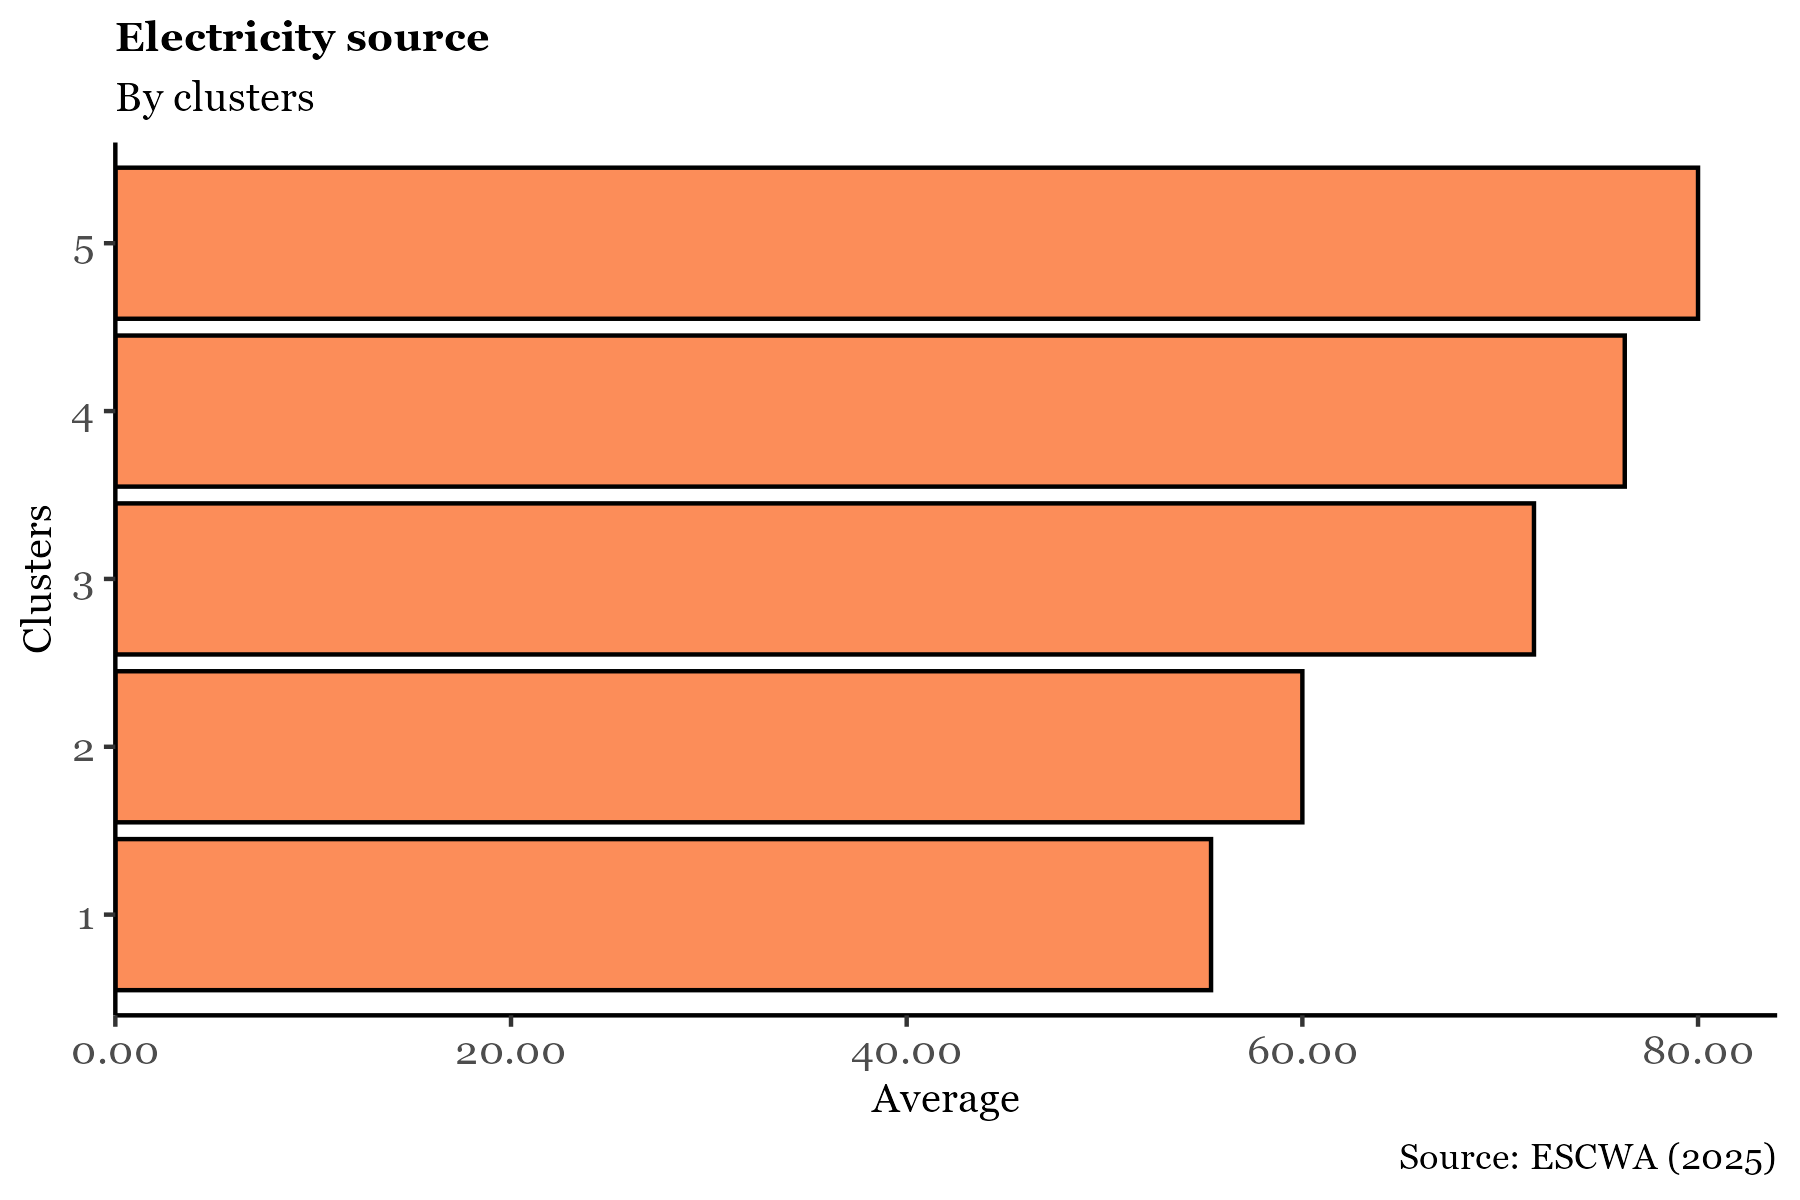 Electricity source
By clusters
5
4
3
2
1
Clusters
0.00 20.00 40.00 60.00 80.00
Average
Source: ESCWA (2025)